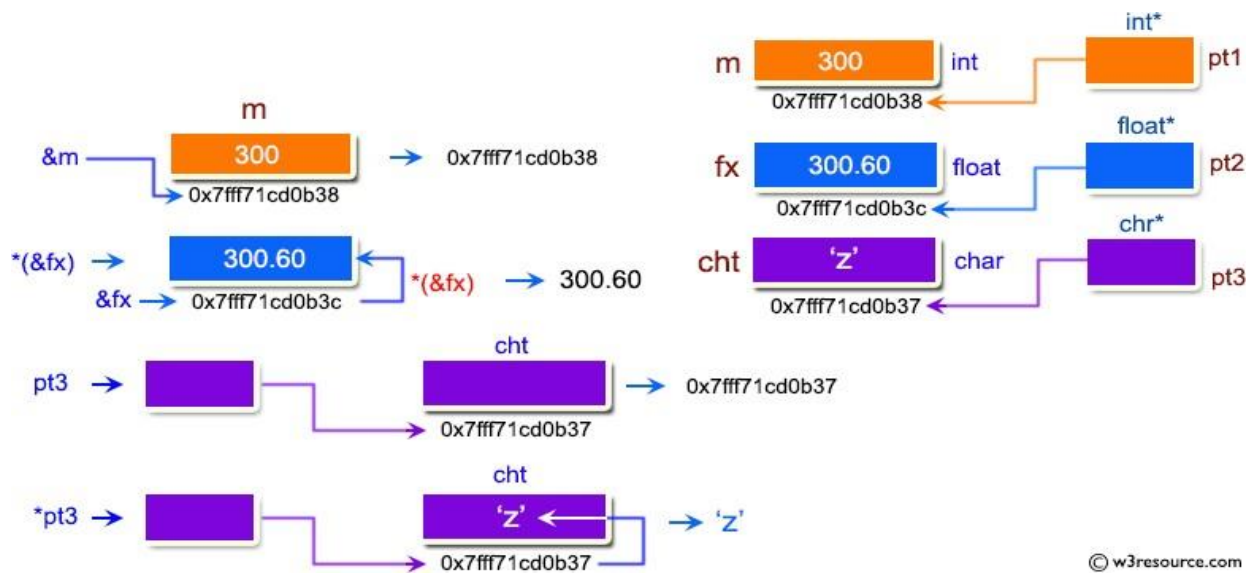 m
&m
300
0x7fff71cd0b38
0x7fff71cd0b38
*(&fx)
300.60
&fx
0x7fff71cd0b3c
*(&fx)
300.60
pt3
cht
0x7fff71cd0b37
0x7fff71cd0b37
*pt3
cht
‘z’
0x7fff71cd0b37
‘z’
int*
m
300
int
pt1
0x7fff71cd0b38
float*
fx
300.60
float
pt2
0x7fff71cd0b3c
chr*
cht
‘z’
char
pt3
0x7fff71cd0b37
© w3resource.com